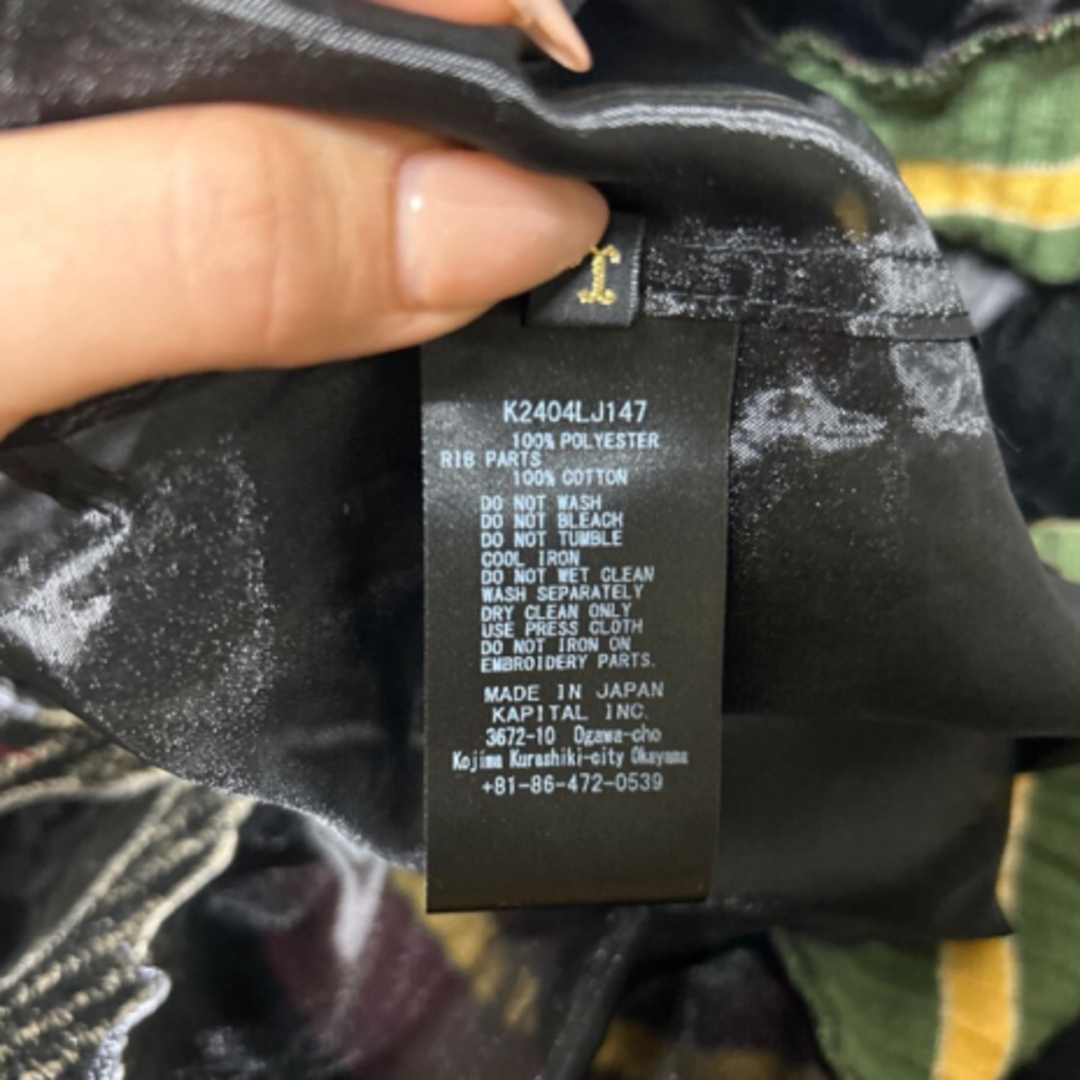 K2404LJ147
100% POLYESTER
RIB PARTS
100% COTTON
DO NOT WASH
DO NOT BLEACH
DO NOT TUMBLE
COOL IRON
DO NOT WET CLEAN
WASH SEPARATELY
DRY CLEAN ONLY
USE PRESS CLOTH
DO NOT IRON ON
EMBROIDERY PARTS.
MADE IN JAPAN
KAPITAL INC.
3672-10 Ogawa-cho
Kojima Kurashiki-city Okayama
+81-86-472-0539